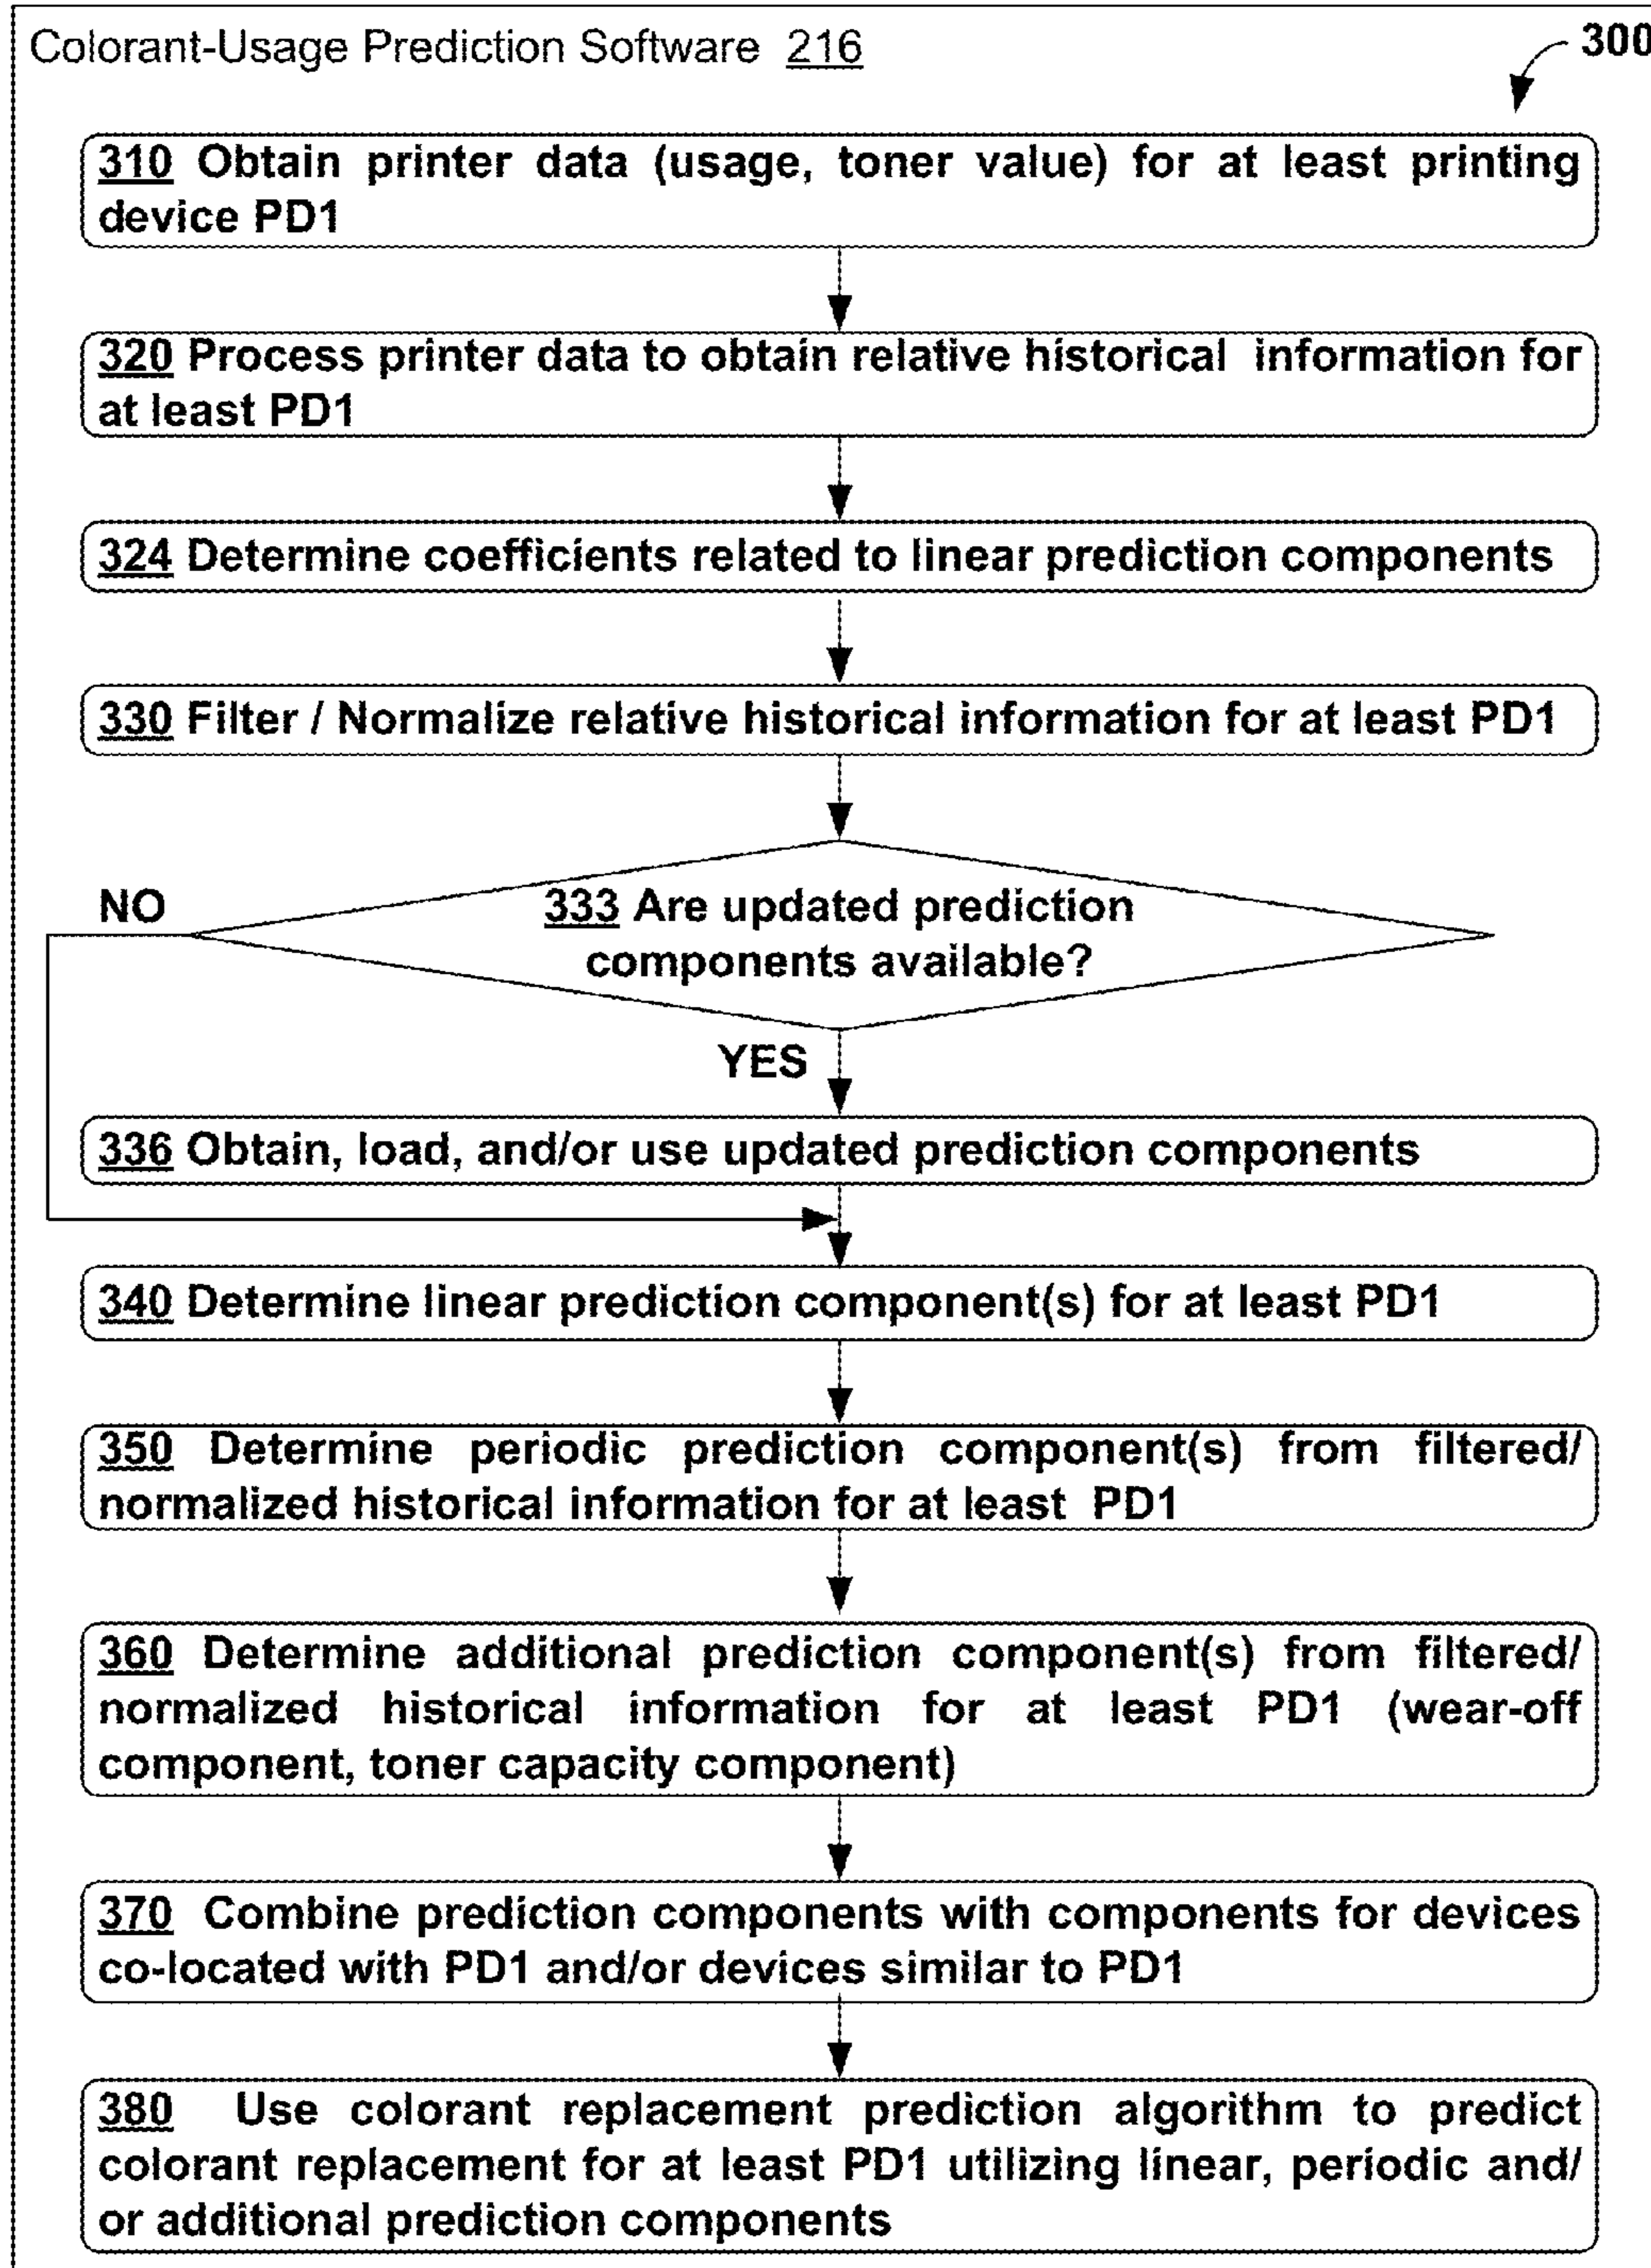 Colorant-Usage Prediction Software 216
300
310 Obtain printer data (usage, toner value) for at least printing
device PD1
320 Process printer data to obtain relative historical information for
at least PD1
324 Determine coefficients related to linear prediction components
330 Filter / Normalize relative historical information for at least PD1
NO
333 Are updated prediction
components available?
YES
336 Obtain, load, and/or use updated prediction components
340 Determine linear prediction component(s) for at least PD1
350 Determine periodic prediction component(s) from filtered/
normalized historical information for at least PD1
360 Determine additional prediction component(s) from filtered/
normalized historical information for at least PD1 (wear-off
component, toner capacity component)
370 Combine prediction components with components for devices
co-located with PD1 and/or devices similar to PD1
380 Use colorant replacement prediction algorithm to predict
colorant replacement for at least PD1 utilizing linear, periodic and/
or additional prediction components